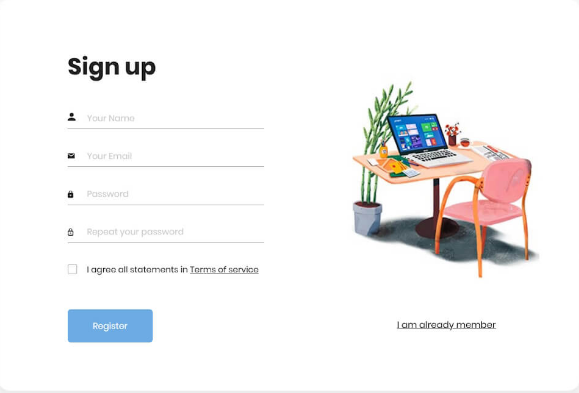 Sign up
Your Name
Your Email
Password
Repeat your password
I agree all statements in Terms of service
Register
I am already member